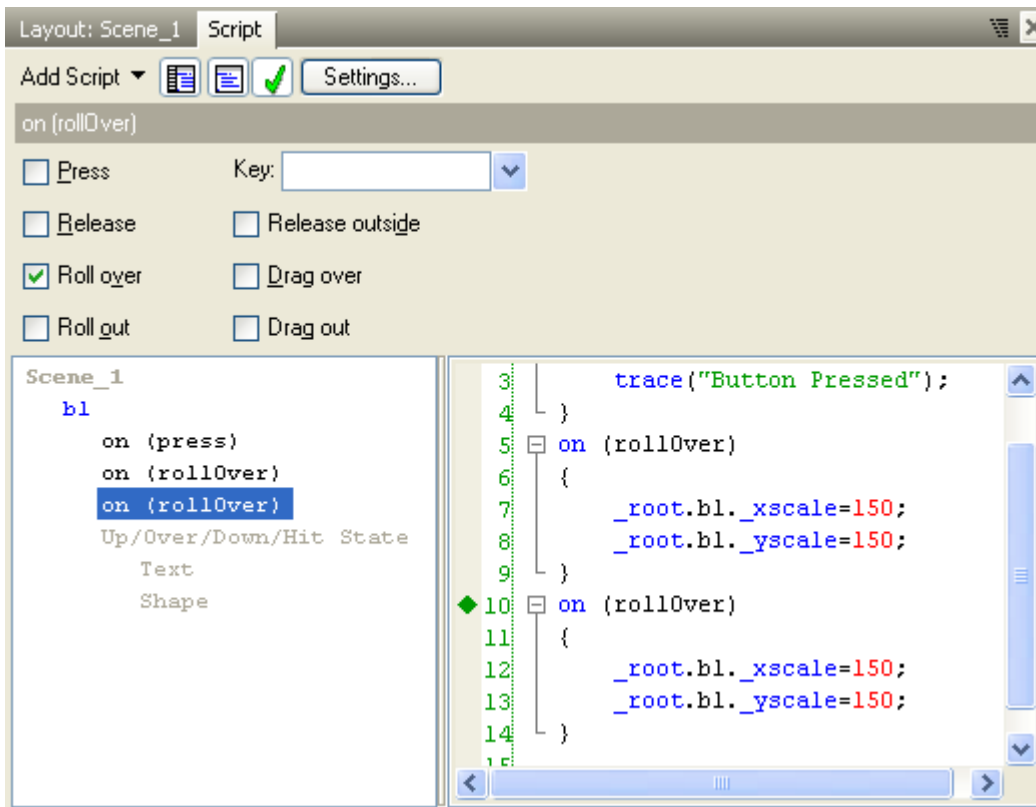 Layout: Scene_1 Script
Add Script Settings...
on (rollOver)
Press Key:
Release Release outside
Roll over Drag over
Roll out Drag out
Scene_1
bl
on (press)
on (rollOver)
on (rollOver)
Up/Over/Down/Hit State
Text
Shape
3 trace("Button Pressed");
4 }
5 on (rollOver)
6 {
7 _root.bl._xscale=150;
8 _root.bl._yscale=150;
9 }
10 on (rollOver)
11 {
12 _root.bl._xscale=150;
13 _root.bl._yscale=150;
14 }
15